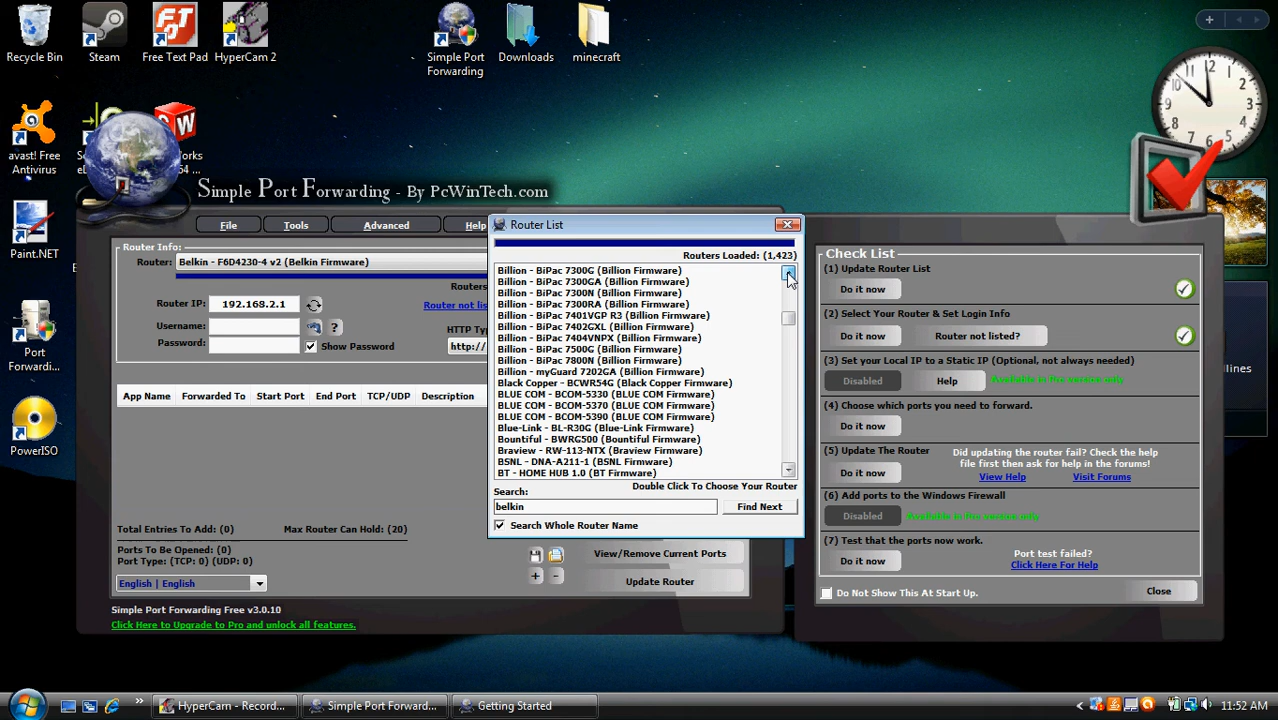 Recycle Bin
Steam
Free Text Pad
HyperCam 2
Simple Port Forwarding
Downloads
minecraft
avast! Free Antivirus
Paint.NET
Port Forwardi...
PowerISO
Simple Port Forwarding - By PcWinTech.com
File Tools Advanced Help
Router Info:
Router: Belkin - F6D4230-4 v2 (Belkin Firmware)
Routers
Router IP: 192.168.2.1
Router not lis
Username: ?
HTTP Typ
Password:
Show Password
http://
App Name Forwarded To Start Port End Port TCP/UDP Description
Total Entries To Add: (0) Max Router Can Hold: (20)
Ports To Be Opened: (0)
Port Type: (TCP: 0) (UDP: 0)
English | English
View/Remove Current Ports
+ -
Update Router
Simple Port Forwarding Free v3.0.10
Click Here to Upgrade to Pro and unlock all features.
Router List
Routers Loaded: (1,423)
Billion - BiPac 7300G (Billion Firmware)
Billion - BiPac 7300GA (Billion Firmware)
Billion - BiPac 7300N (Billion Firmware)
Billion - BiPac 7300RA (Billion Firmware)
Billion - BiPac 7401VGP R3 (Billion Firmware)
Billion - BiPac 7402GXL (Billion Firmware)
Billion - BiPac 7404VNPX (Billion Firmware)
Billion - BiPac 7500G (Billion Firmware)
Billion - BiPac 7800N (Billion Firmware)
Billion - myGuard 7202GA (Billion Firmware)
Black Copper - BCWR54G (Black Copper Firmware)
BLUE COM - BCOM-5330 (BLUE COM Firmware)
BLUE COM - BCOM-5370 (BLUE COM Firmware)
BLUE COM - BCOM-5390 (BLUE COM Firmware)
Blue-Link - BL-R30G (Blue-Link Firmware)
Bountiful - BWRG500 (Bountiful Firmware)
Braview - RW-113-NTX (Braview Firmware)
BSNL - DNA-A211-1 (BSNL Firmware)
BT - HOME HUB 1.0 (BT Firmware)
Double Click To Choose Your Router
Search:
belkin
Find Next
Search Whole Router Name
Check List
(1) Update Router List
Do it now
(2) Select Your Router & Set Login Info
Do it now Router not listed?
(3) Set your Local IP to a Static IP (Optional, not always needed)
Disabled Help Available in Pro version only
(4) Choose which ports you need to forward.
Do it now
(5) Update The Router
Did updating the router fail? Check the help
file first then ask for help in the forums!
Do it now
View Help Visit Forums
(6) Add ports to the Windows Firewall
Disabled Available in Pro version only
(7) Test that the ports now work.
Port test failed?
Do it now
Click Here For Help
Do Not Show This At Start Up.
Close
HyperCam - Record...
Simple Port Forward...
Getting Started
11:52 AM